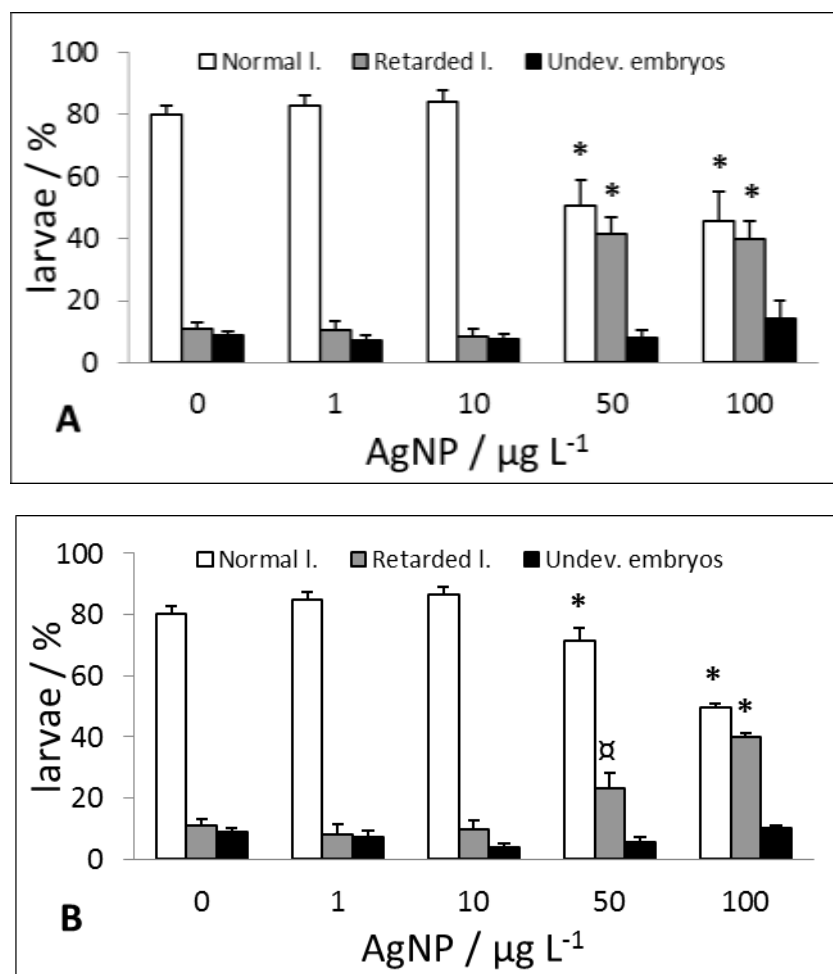 100
Normal l. Retarded l. Undev. embryos
80
* *
60
* *
40
20
0
larvae / %
0 1 10 50 100
A
AgNP / µg L-1
100
Normal l. Retarded l. Undev. embryos
80
*
60
* *
40
¤
20
0
larvae / %
0 1 10 50 100
B
AgNP / µg L-1